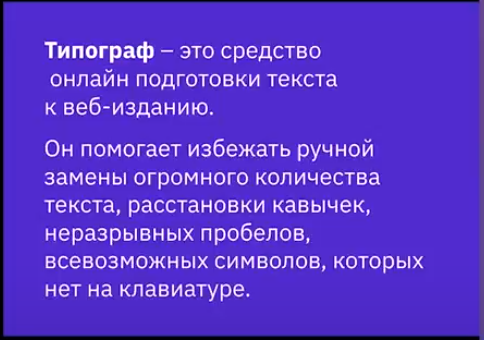 Типограф – это средство
онлайн подготовки текста
к веб-изданию.
Он помогает избежать ручной
замены огромного количества
текста, расстановки кавычек,
неразрывных пробелов,
всевозможных символов, которых
нет на клавиатуре.